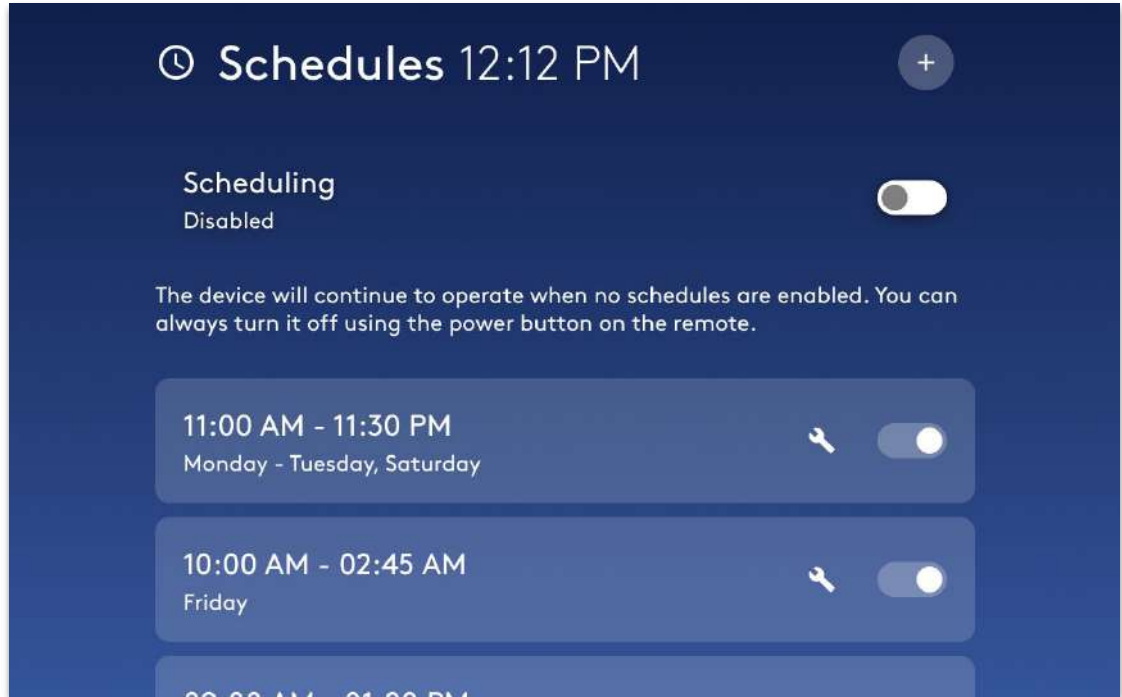 Schedules 12:12 PM
+
Scheduling
Disabled
The device will continue to operate when no schedules are enabled. You can
always turn it off using the power button on the remote.
11:00 AM - 11:30 PM
Monday - Tuesday, Saturday
10:00 AM - 02:45 AM
Friday